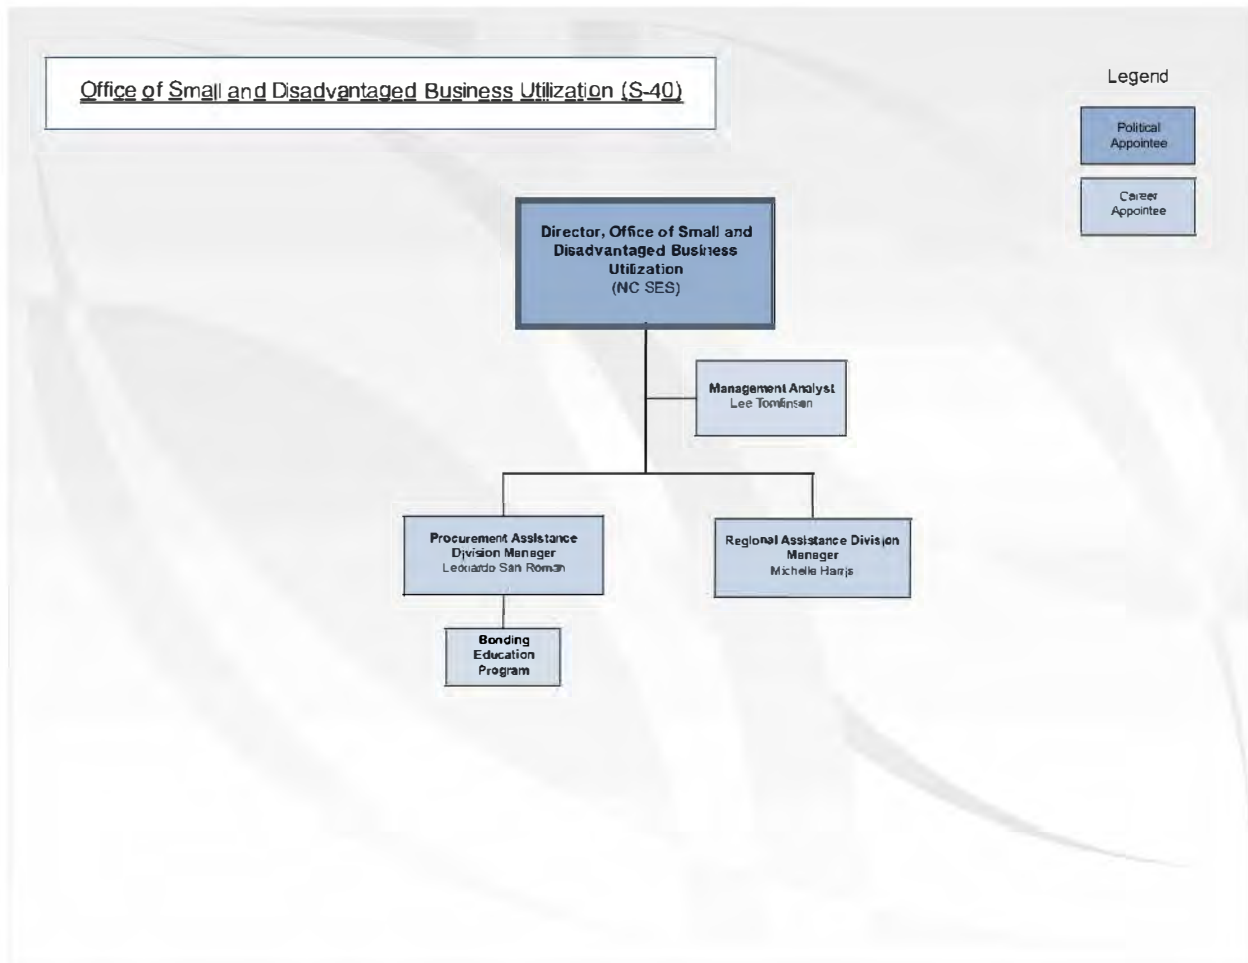 Office of Small and Disadvantaged Business Utilization (S-40)
Legend
Political
Appointee
Career
Appointee
Director, Office of Small and
Disadvantaged Business
Utilization
(NC SES)
Management Analyst
Lee Tomlinson
Procurement Assistance
Division Manager
Leonardo San Roman
Regional Assistance Division
Manager
Michelle Harris
Bonding
Education
Program